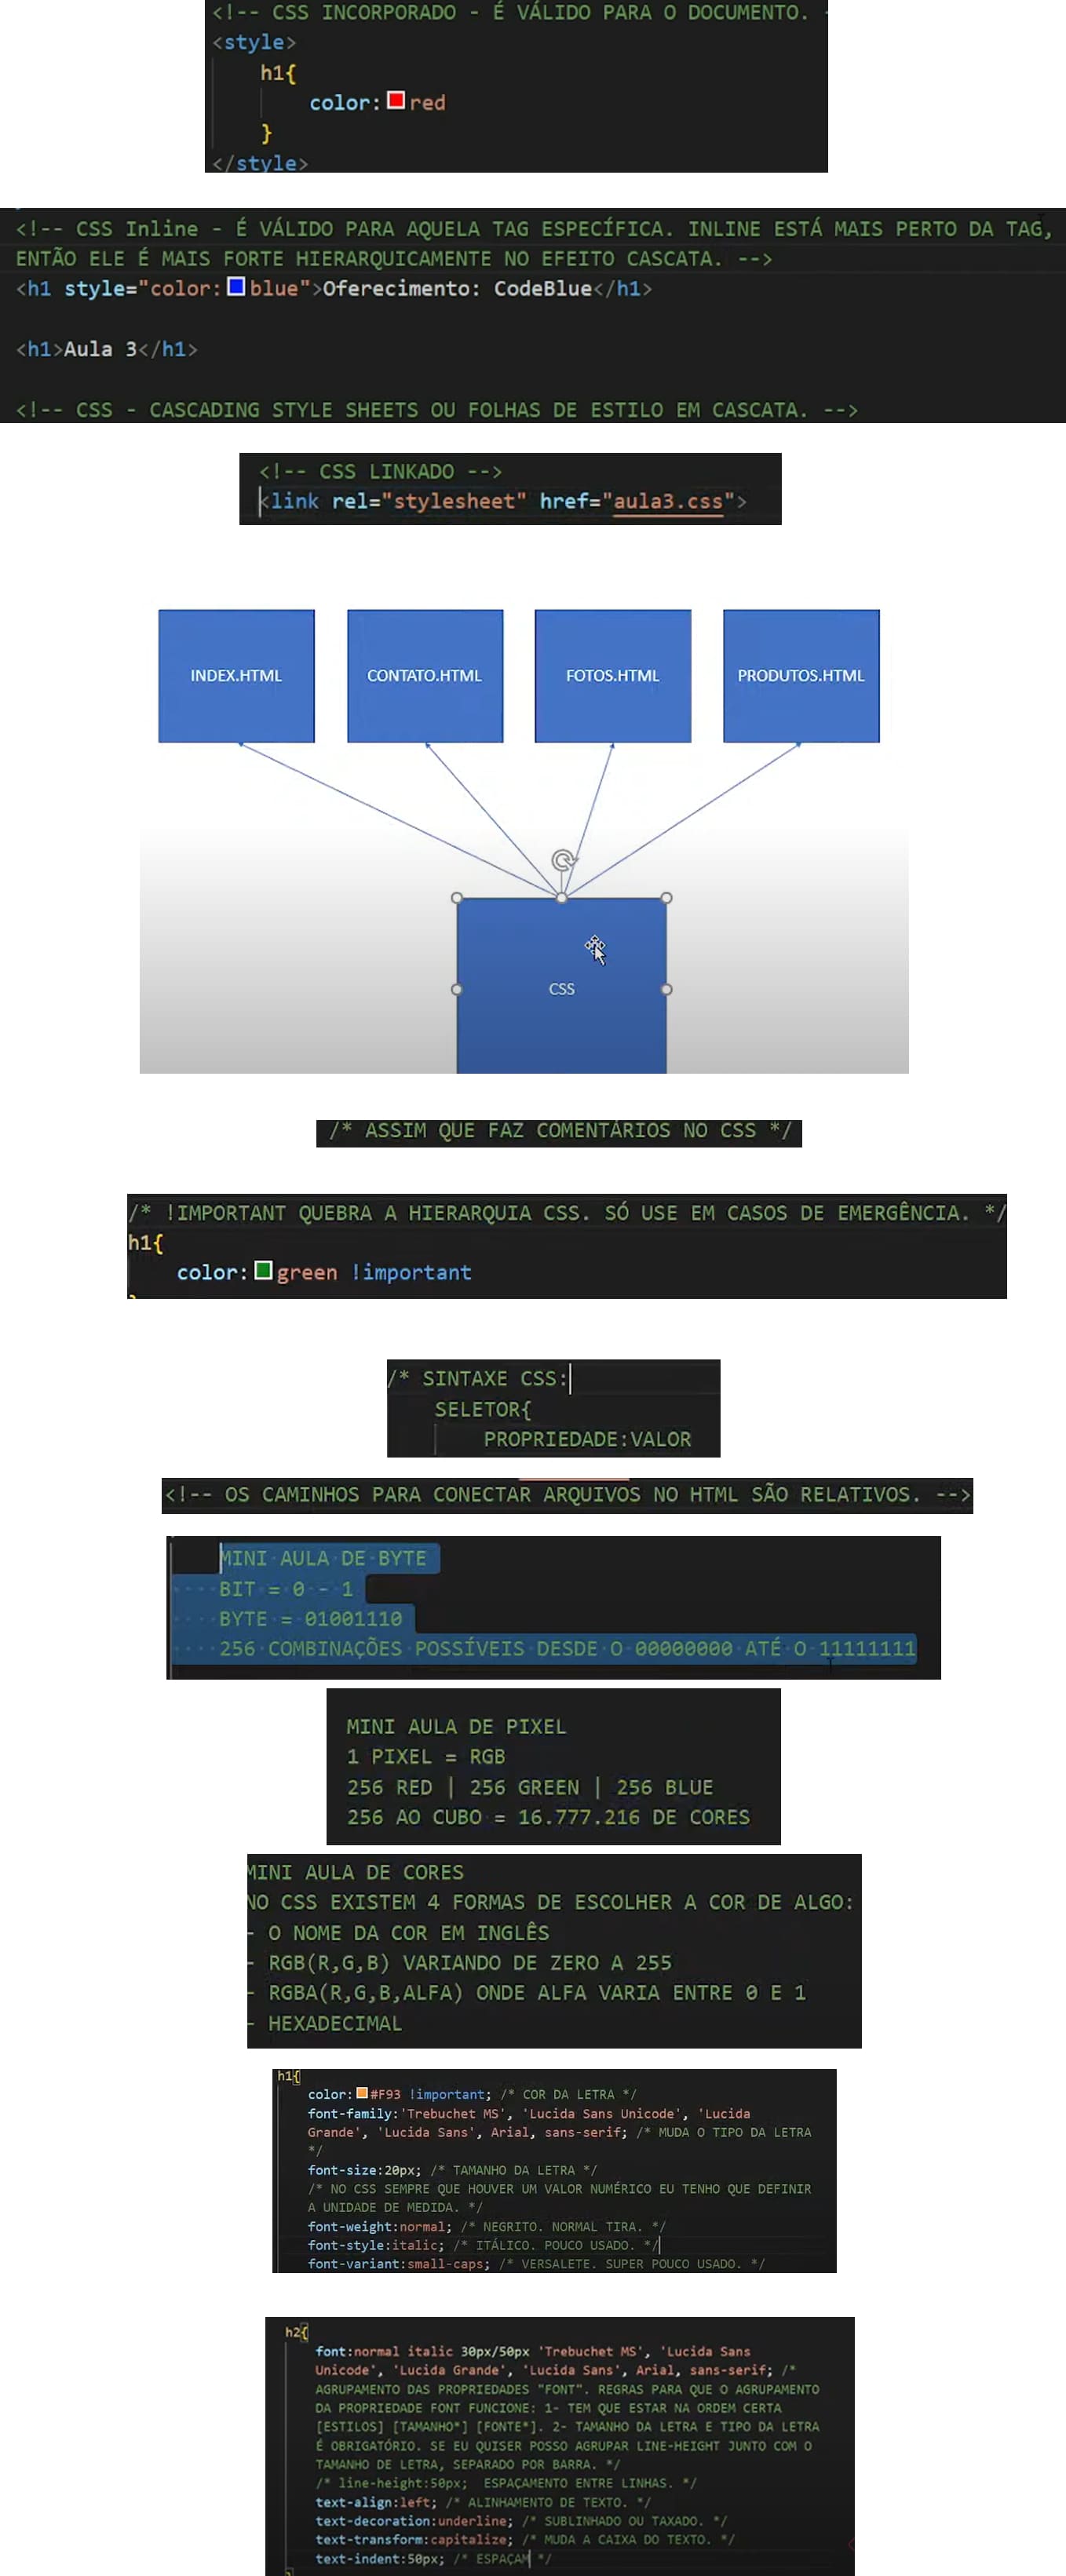 <!-- CSS INCORPORADO - É VÁLIDO PARA O DOCUMENTO.
<style>
h1{
color: red
}
</style>
<!-- CSS Inline - É VÁLIDO PARA AQUELA TAG ESPECÍFICA. INLINE ESTÁ MAIS PERTO DA TAG,
ENTÃO ELE É MAIS FORTE HIERARQUICAMENTE NO EFEITO CASCATA. -->
<h1 style="color: blue">Oferecimento: CodeBlue</h1>
<h1>Aula 3</h1>
<!-- CSS - CASCADING STYLE SHEETS OU FOLHAS DE ESTILO EM CASCATA. -->
<!-- CSS LINKADO -->
<link rel="stylesheet" href="aula3.css">
INDEX.HTML CONTATO.HTML FOTOS.HTML PRODUTOS.HTML
CSS
/* ASSIM QUE FAZ COMENTÁRIOS NO CSS */
/* !IMPORTANT QUEBRA A HIERARQUIA CSS. SÓ USE EM CASOS DE EMERGÊNCIA. */
h1{
color: green !important
/* SINTAXE CSS:
SELETOR{
PROPRIEDADE:VALOR
<!-- OS CAMINHOS PARA CONECTAR ARQUIVOS NO HTML SÃO RELATIVOS. -->
MINI AULA DE BYTE
BIT = 0 - 1
BYTE = 01001110
256 COMBINAÇÕES POSSÍVEIS DESDE O 00000000 ATÉ O 11111111
MINI AULA DE PIXEL
1 PIXEL = RGB
256 RED | 256 GREEN | 256 BLUE
256 AO CUBO = 16.777.216 DE CORES
MINI AULA DE CORES
NO CSS EXISTEM 4 FORMAS DE ESCOLHER A COR DE ALGO:
- O NOME DA COR EM INGLÊS
- RGB(R,G,B) VARIANDO DE ZERO A 255
- RGBA(R,G,B,ALFA) ONDE ALFA VARIA ENTRE 0 E 1
- HEXADECIMAL
h1{
color: #F93 !important; /* COR DA LETRA */
font-family:'Trebuchet MS', 'Lucida Sans Unicode', 'Lucida
Grande', 'Lucida Sans', Arial, sans-serif; /* MUDA O TIPO DA LETRA
*/
font-size:20px; /* TAMANHO DA LETRA */
/* NO CSS SEMPRE QUE HOUVER UM VALOR NUMÉRICO EU TENHO QUE DEFINIR
A UNIDADE DE MEDIDA. */
font-weight:normal; /* NEGRITO. NORMAL TIRA. */
font-style:italic; /* ITÁLICO. POUCO USADO. */
font-variant:small-caps; /* VERSALETE. SUPER POUCO USADO. */
h2{
font:normal italic 30px/50px 'Trebuchet MS', 'Lucida Sans
Unicode', 'Lucida Grande', 'Lucida Sans', Arial, sans-serif; /*
AGRUPAMENTO DAS PROPRIEDADES "FONT". REGRAS PARA QUE O AGRUPAMENTO
DA PROPRIEDADE FONT FUNCIONE: 1- TEM QUE ESTAR NA ORDEM CERTA
[ESTILOS] [TAMANHO*] [FONTE*]. 2- TAMANHO DA LETRA E TIPO DA LETRA
É OBRIGATÓRIO. SE EU QUISER POSSO AGRUPAR LINE-HEIGHT JUNTO COM O
TAMANHO DE LETRA, SEPARADO POR BARRA. */
/* line-height:50px; ESPAÇAMENTO ENTRE LINHAS. */
text-align:left; /* ALINHAMENTO DE TEXTO. */
text-decoration:underline; /* SUBLINHADO OU TAXADO. */
text-transform:capitalize; /* MUDA A CAIXA DO TEXTO. */
text-indent:50px; /* ESPAÇAM */